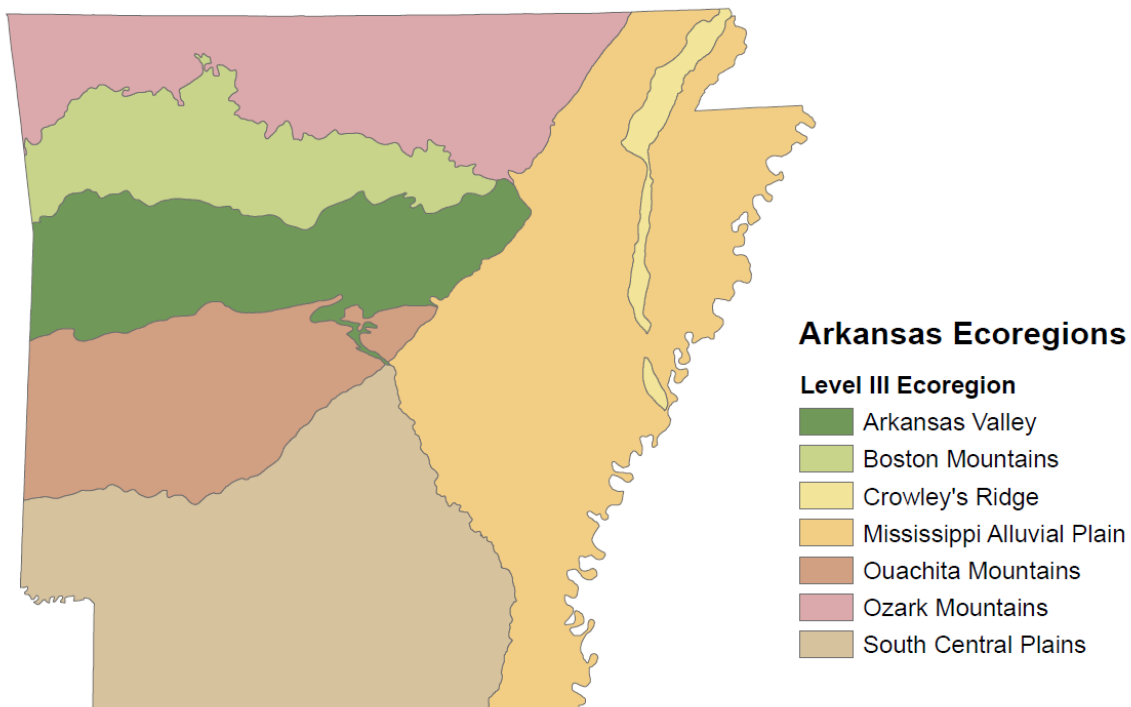 Arkansas Ecoregions
Level III Ecoregion
Arkansas Valley
Boston Mountains
Crowley's Ridge
Mississippi Alluvial Plain
Ouachita Mountains
Ozark Mountains
South Central Plains